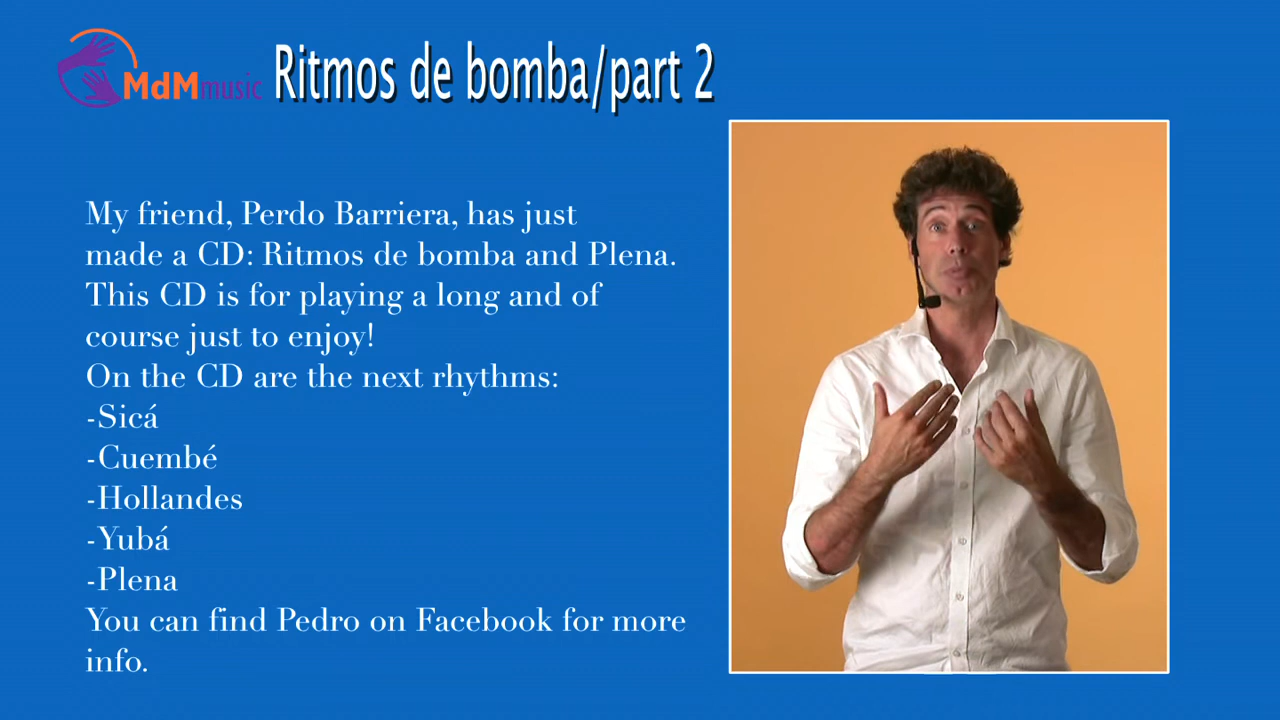 MdMmusic
Ritmos de bomba/part 2
My friend, Perdo Barriera, has just
made a CD: Ritmos de bomba and Plena.
This CD is for playing a long and of
course just to enjoy!
On the CD are the next rhythms:
-Sicá
-Cuembé
-Hollandes
-Yubá
-Plena
You can find Pedro on Facebook for more
info.